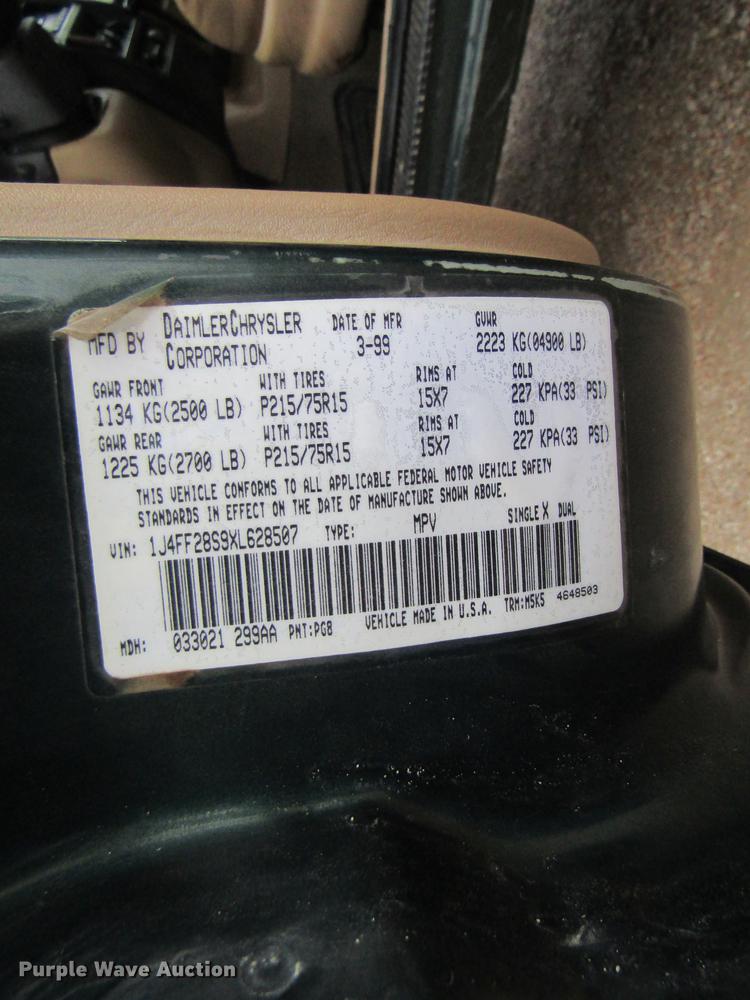 MFD BY DAIMLERCHRYSLER CORPORATION DATE OF MFR 3-99 GVWR 2223 KG(04900 LB)
GAWR FRONT WITH TIRES RIMS AT COLD
1134 KG(2500 LB) P215/75R15 15X7 227 KPA(33 PSI)
GAWR REAR WITH TIRES RIMS AT COLD
1225 KG(2700 LB) P215/75R15 15X7 227 KPA(33 PSI)
THIS VEHICLE CONFORMS TO ALL APPLICABLE FEDERAL MOTOR VEHICLE SAFETY
STANDARDS IN EFFECT ON THE DATE OF MANUFACTURE SHOWN ABOVE.
VIN: 1J4FF28S9XL628507 TYPE: MPV SINGLE X DUAL
MDH: 033021 299AA PNT:PG8 VEHICLE MADE IN U.S.A. TRM:M5K5 4648503
Purple Wave Auction